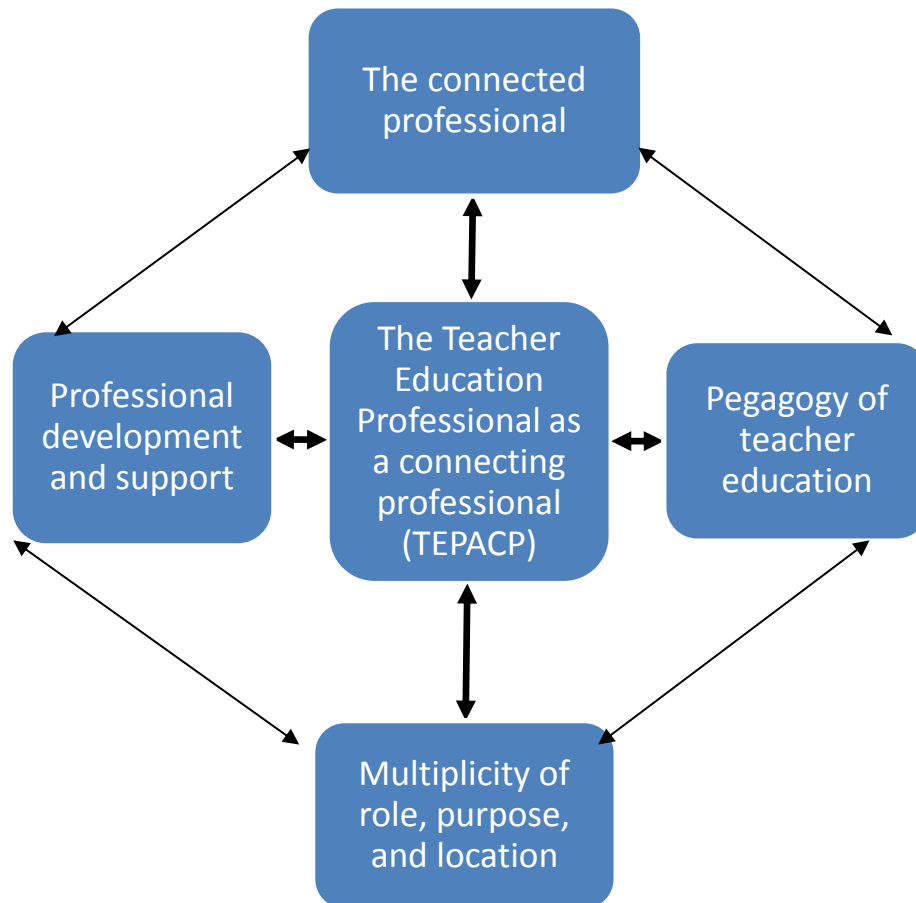 The connected
professional
Professional
development
and support
The Teacher
Education
Professional as
a connecting
professional
(TEPACP)
Pegagogy of
teacher
education
Multiplicity of
role, purpose,
and location